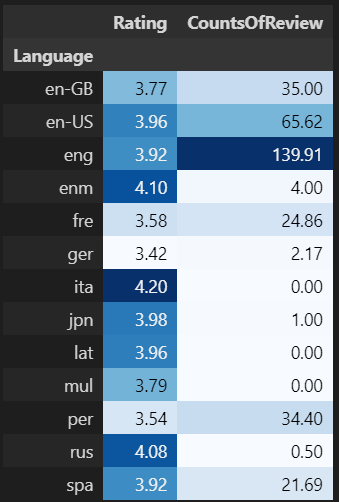 Rating CountsOfReview
Language
en-GB 3.77 35.00
en-US 3.96 65.62
eng 3.92 139.91
enm 4.10 4.00
fre 3.58 24.86
ger 3.42 2.17
ita 4.20 0.00
jpn 3.98 1.00
lat 3.96 0.00
mul 3.79 0.00
per 3.54 34.40
rus 4.08 0.50
spa 3.92 21.69